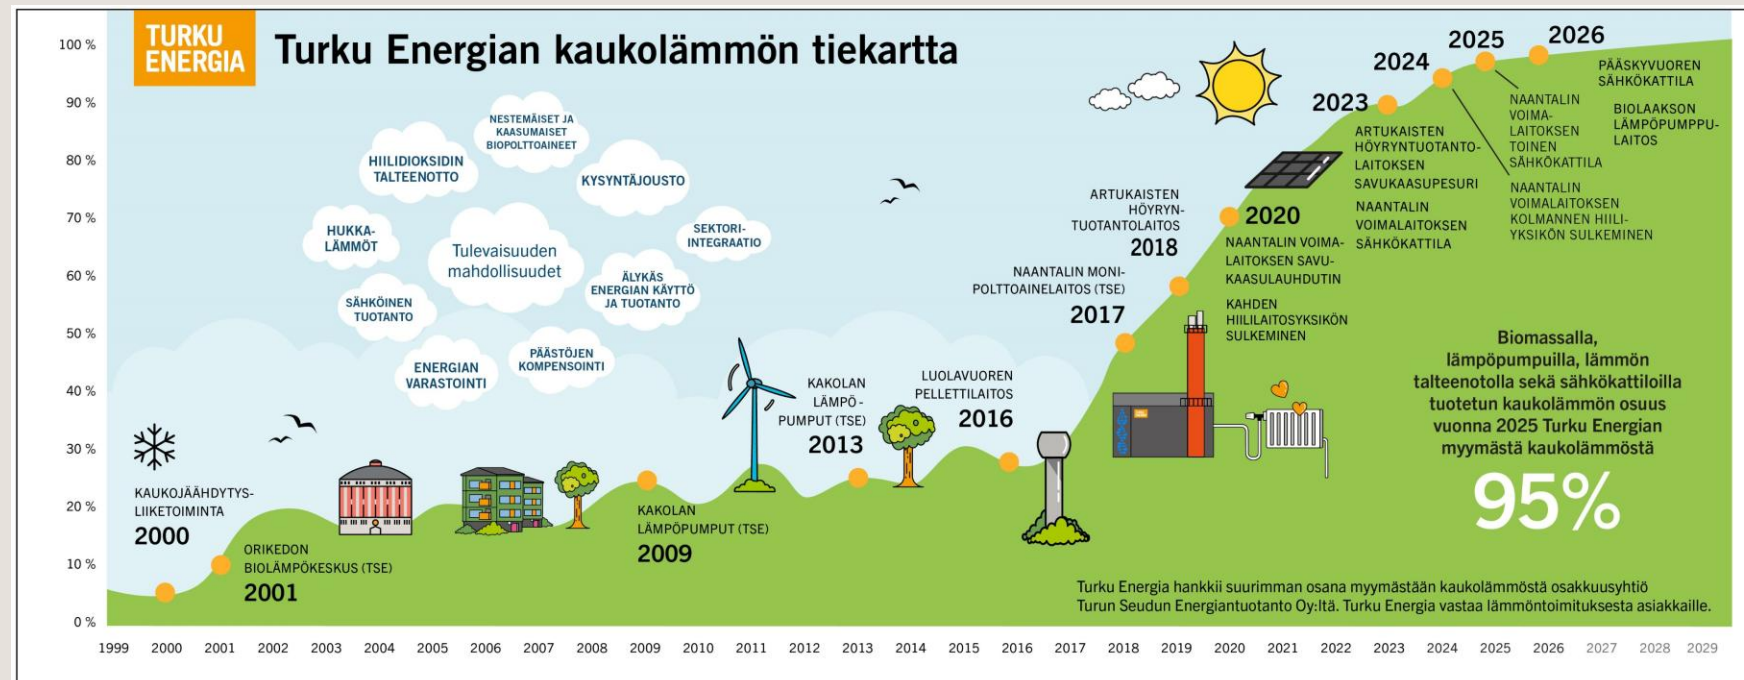 TURKU
ENERGIA
Turku Energian kaukolämmön tiekartta
100 %
90 %
80 %
70 %
60 %
50 %
40 %
30 %
20 %
10 %
0 %
NESTEMÄISET JA
KAASUMAISET
BIOPOLTTOAINEET
HIILIDIOKSIDIN
TALTEENOTTO
KYSYNTÄJOUSTO
HUKKA-
LÄMMÖT
Tulevaisuuden
mahdollisuudet
SEKTORI-
INTEGRAATIO
SÄHKÖINEN
TUOTANTO
ÄLYKÄS
ENERGIAN KÄYTTÖ
JA TUOTANTO
ENERGIAN
VARASTOINTI
PÄÄSTÖJEN
KOMPENSOINTI
KAUKOJÄÄHDYTYS-
LIIKETOIMINTA
2000
ORIKEDON
BIOLÄMPÖKESKUS (TSE)
2001
KAKOLAN
LÄMPÖPUMPUT (TSE)
2009
KAKOLAN
LÄMPÖ-
PUMPUT (TSE)
2013
LUOLAVUOREN
PELLETTILAITOS
2016
NAANTALIN MONI-
POLTTOAINELAITOS (TSE)
2017
ARTUKAISTEN
HÖYRYN-
TUOTANTOLAITOS
2018
2020
NAANTALIN VOIMA-
LAITOKSEN SAVU-
KAASULAUHDUTIN
KAHDEN
HIILILAITOSYKSIKÖN
SULKEMINEN
2023
ARTUKAISTEN
HÖYRYNTUOTANTO-
LAITOKSEN
SAVUKAASUPESURI
NAANTALIN
VOIMALAITOKSEN
SÄHKÖKATTILA
2024
NAANTALIN
VOIMALAITOKSEN
KOLMANNEN HIILI-
YKSIKÖN SULKEMINEN
2025
NAANTALIN
VOIMA-
LAITOKSEN
TOINEN
SÄHKÖKATTILA
2026
PÄÄSKYVUOREN
SÄHKÖKATTILA
BIOLAAKSON
LÄMPÖPUMPPU-
LAITOS
Biomassalla,
lämpöpumpuilla, lämmön
talteenotolla sekä sähkökattiloilla
tuotetun kaukolämmön osuus
vuonna 2025 Turku Energian
myymästä kaukolämmöstä
95%
Turku Energia hankkii suurimman osana myymästään kaukolämmöstä osakkuusyhtiö
Turun Seudun Energiantuotanto Oy:ltä. Turku Energia vastaa lämmöntoimituksesta asiakkaille.
1999 2000 2001 2002 2003 2004 2005 2006 2007 2008 2009 2010 2011 2012 2013 2014 2015 2016 2017 2018 2019 2020 2021 2022 2023 2024 2025 2026 2027 2028 2029